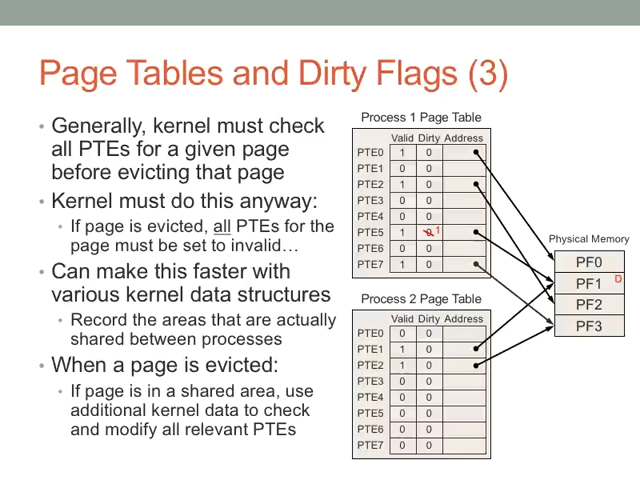 Page Tables and Dirty Flags (3)
• Generally, kernel must check
all PTEs for a given page
before evicting that page
• Kernel must do this anyway:
• If page is evicted, all PTEs for the
page must be set to invalid…
• Can make this faster with
various kernel data structures
• Record the areas that are actually
shared between processes
• When a page is evicted:
• If page is in a shared area, use
additional kernel data to check
and modify all relevant PTEs
Process 1 Page Table
Valid Dirty Address
PTE0 1 0
PTE1 0 0
PTE2 1 0
PTE3 0 0
PTE4 0 0
PTE5 1 0 1
PTE6 0 0
PTE7 1 0
Process 2 Page Table
Valid Dirty Address
PTE0 0 0
PTE1 1 0
PTE2 1 0
PTE3 0 0
PTE4 0 0
PTE5 0 0
PTE6 0 0
PTE7 0 0
Physical Memory
PF0
PF1 D
PF2
PF3